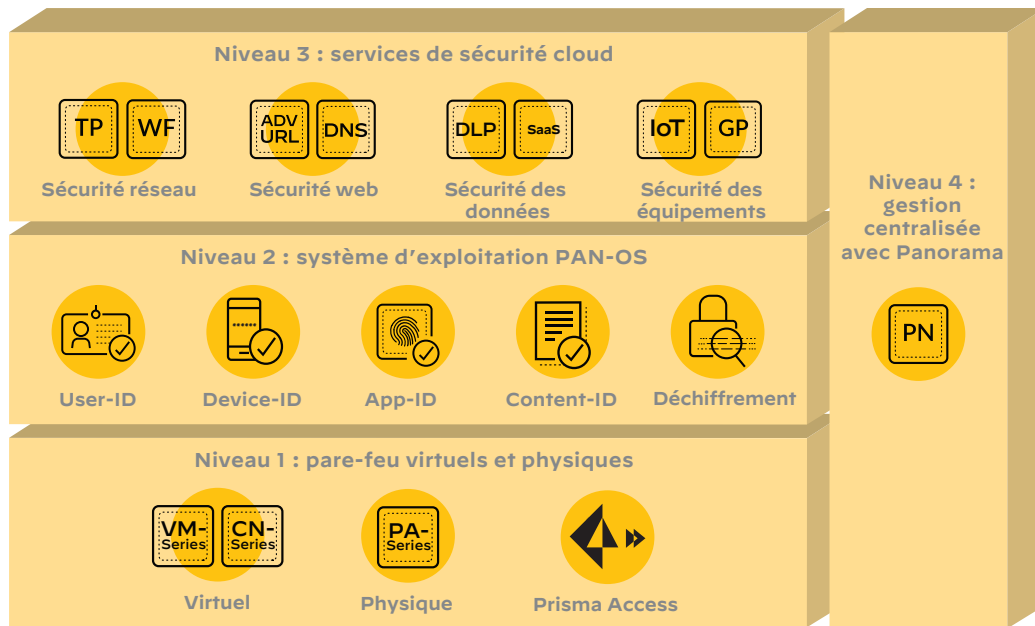 Niveau 3 : services de sécurité cloud
TP
WF
ADV
URL
DNS
DLP
SaaS
IoT
GP
Sécurité réseau
Sécurité web
Sécurité des
données
Sécurité des
équipements
Niveau 2 : système d’exploitation PAN-OS
User-ID
Device-ID
App-ID
Content-ID
Déchiffrement
Niveau 1 : pare-feu virtuels et physiques
VM-
Series
CN-
Series
PA-
Series
Virtuel
Physique
Prisma Access
Niveau 4 :
gestion
centralisée
avec Panorama
PN